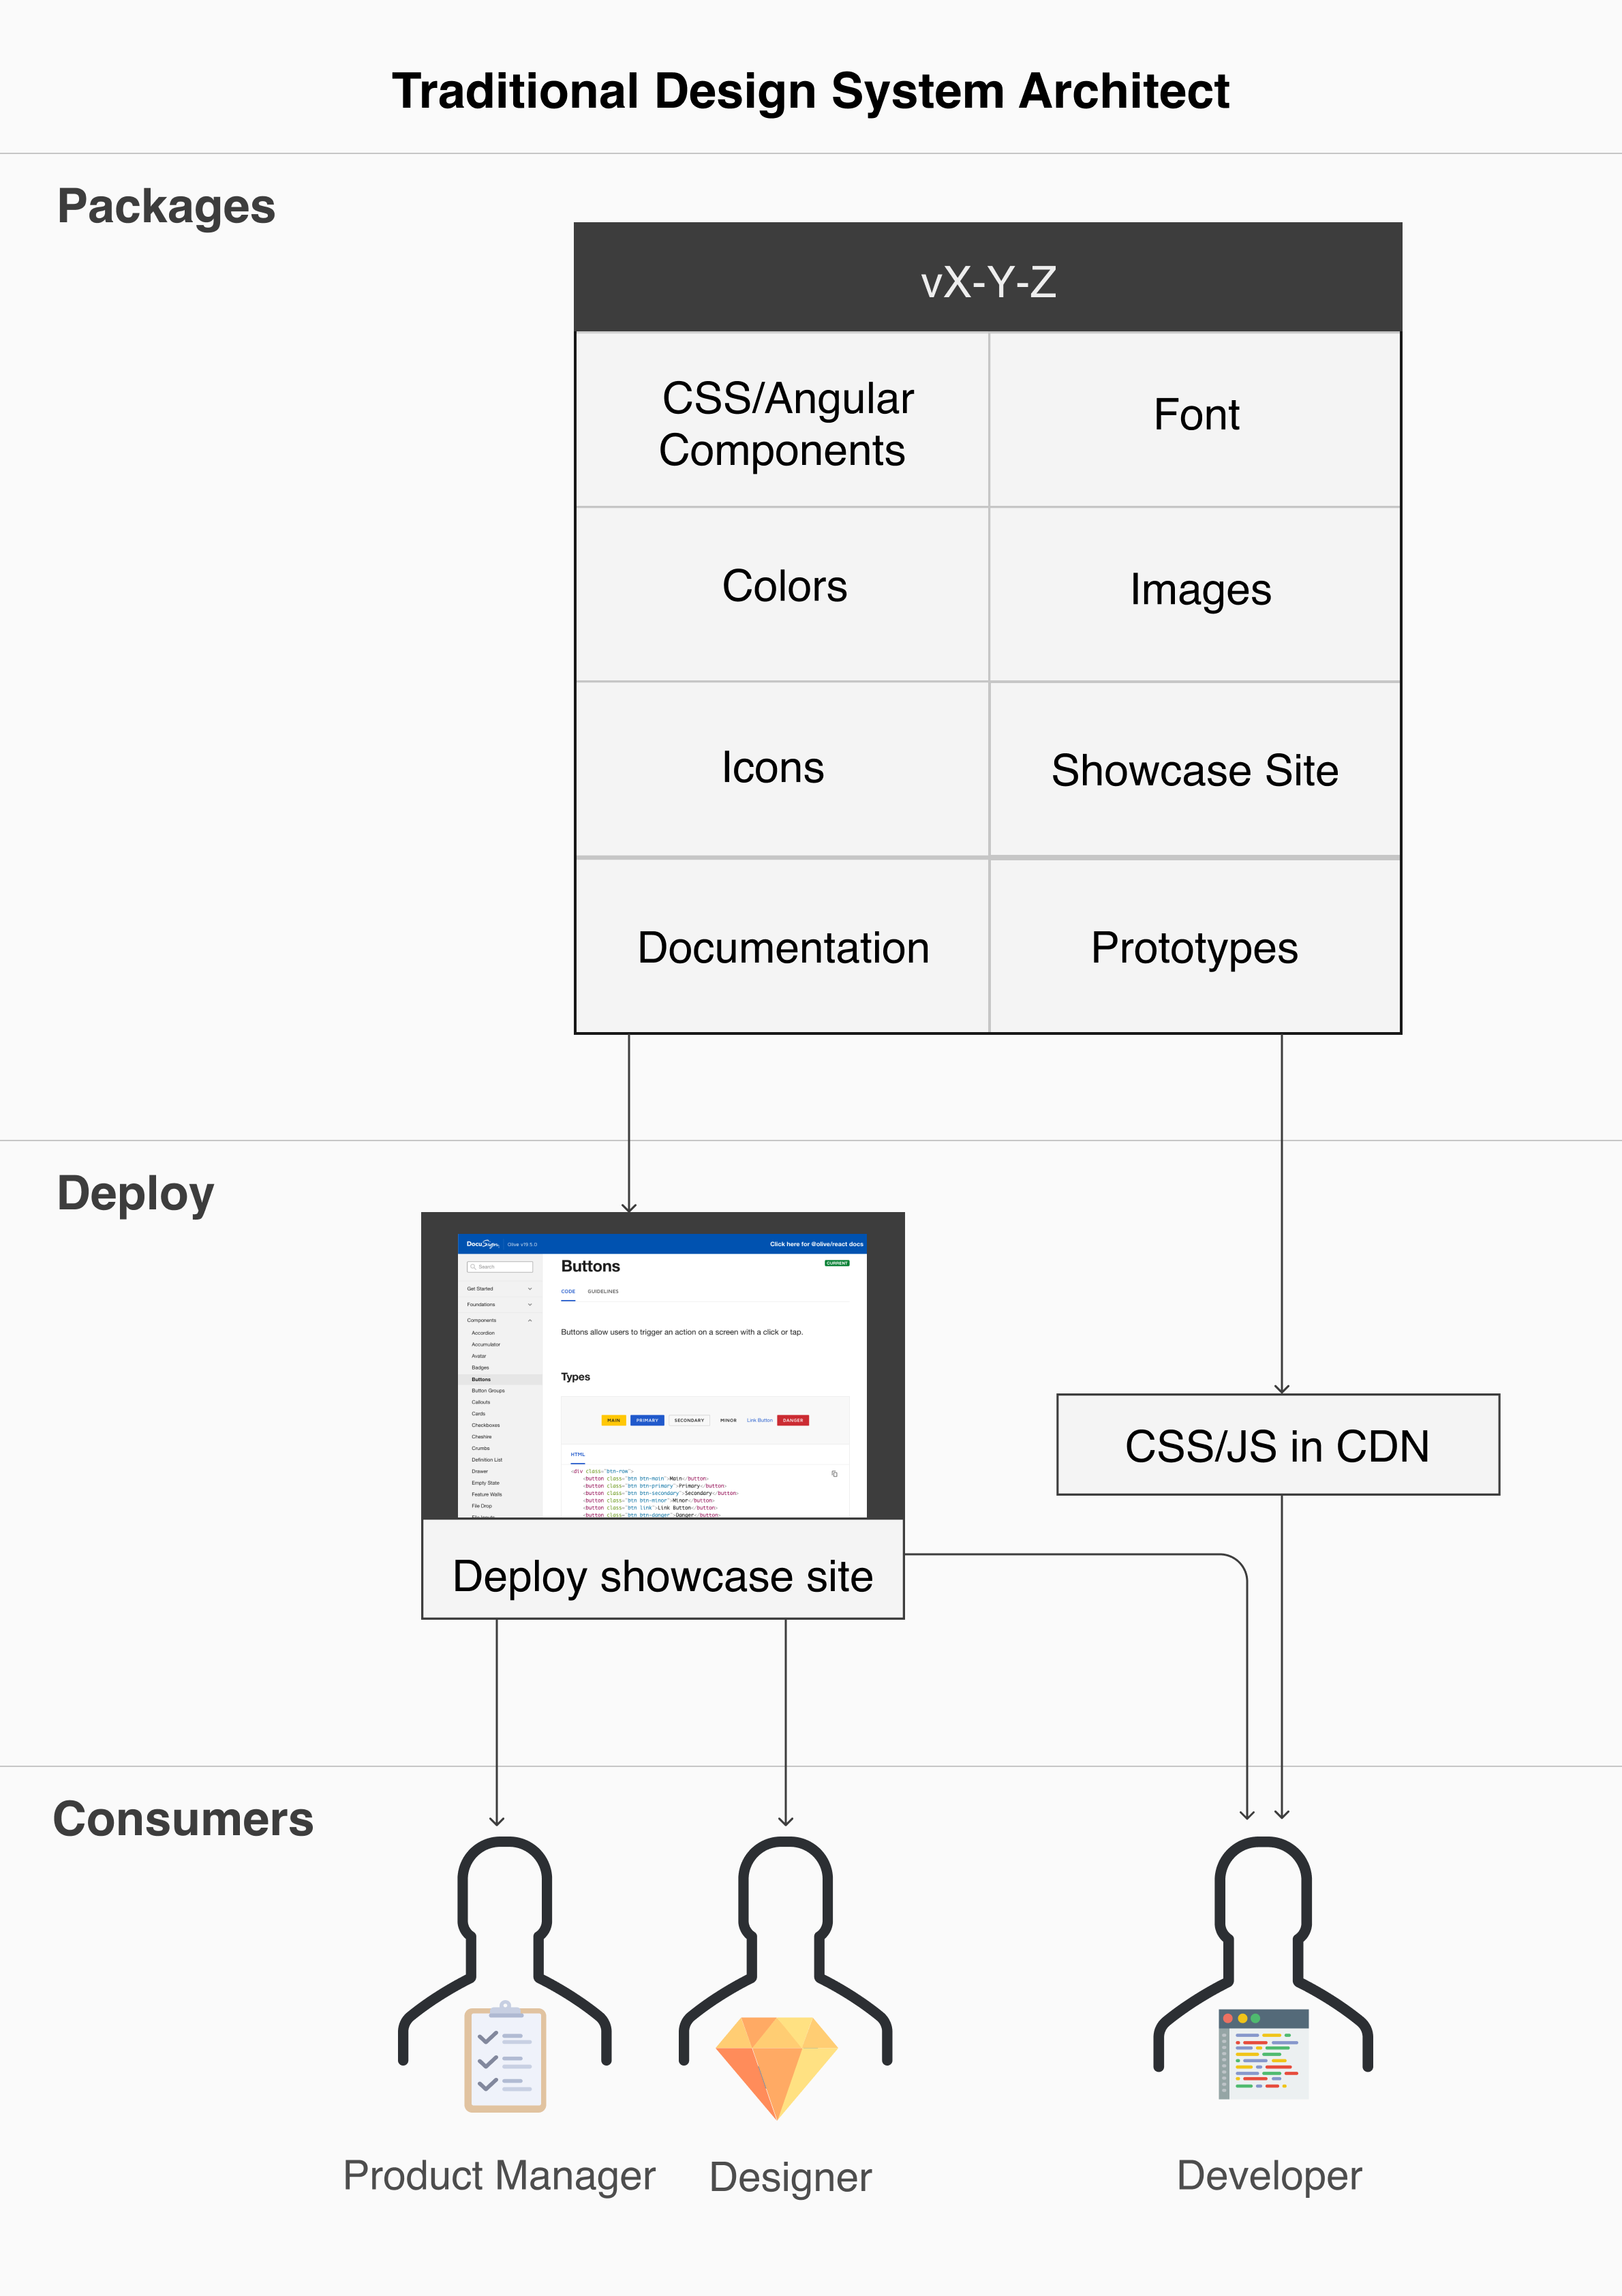 Traditional Design System Architect
Packages
vX-Y-Z
CSS/Angular
Components
Font
Colors
Images
Icons
Showcase Site
Documentation
Prototypes
Deploy
DocuSign
Olive v19.5.0
Click here for @olive/react docs
Search
Get Started
Foundations
Components
Accordion
Accumulator
Avatar
Badges
Buttons
Button Groups
Callouts
Cards
Checkboxes
Cheshire
Crumbs
Definition List
Drawer
Empty State
Feature Walls
File Drop
Buttons
CURRENT
CODE GUIDELINES
Buttons allow users to trigger an action on a screen with a click or tap.
Types
MAIN PRIMARY SECONDARY MINOR Link Button DANGER
HTML
<div class="btn-row">
<button class="btn btn-main">Main</button>
<button class="btn btn-primary">Primary</button>
<button class="btn btn-secondary">Secondary</button>
<button class="btn btn-minor">Minor</button>
<button class="btn link">Link Button</button>
<button class="btn btn-danger">Danger</button>
Deploy showcase site
CSS/JS in CDN
Consumers
Product Manager
Designer
Developer